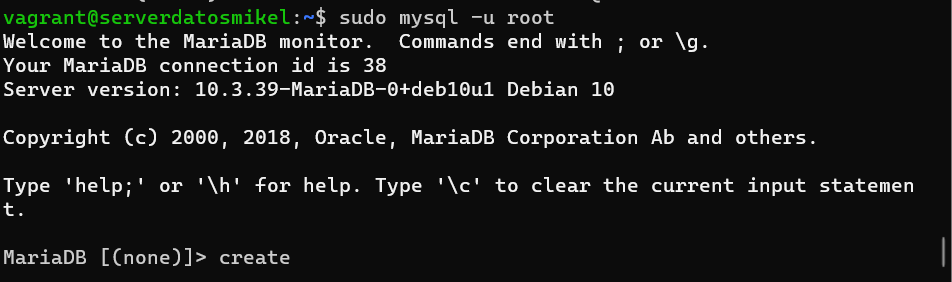 vagrant@serverdatosmikel:~$ sudo mysql -u root
Welcome to the MariaDB monitor.  Commands end with ; or \g.
Your MariaDB connection id is 38
Server version: 10.3.39-MariaDB-0+deb10u1 Debian 10

Copyright (c) 2000, 2018, Oracle, MariaDB Corporation Ab and others.

Type 'help;' or '\h' for help. Type '\c' to clear the current input statemen
t.

MariaDB [(none)]> create